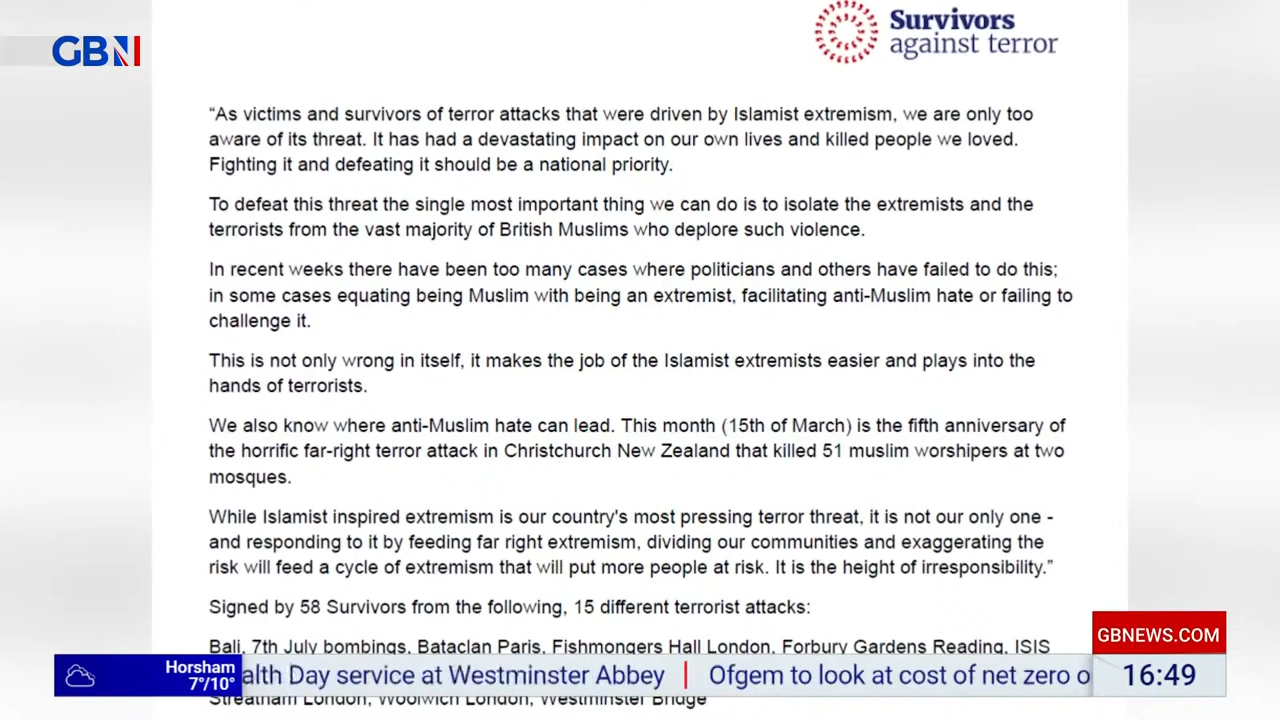 GBN
Survivors
against terror
“As victims and survivors of terror attacks that were driven by Islamist extremism, we are only too
aware of its threat. It has had a devastating impact on our own lives and killed people we loved.
Fighting it and defeating it should be a national priority.
To defeat this threat the single most important thing we can do is to isolate the extremists and the
terrorists from the vast majority of British Muslims who deplore such violence.
In recent weeks there have been too many cases where politicians and others have failed to do this;
in some cases equating being Muslim with being an extremist, facilitating anti-Muslim hate or failing to
challenge it.
This is not only wrong in itself, it makes the job of the Islamist extremists easier and plays into the
hands of terrorists.
We also know where anti-Muslim hate can lead. This month (15th of March) is the fifth anniversary of
the horrific far-right terror attack in Christchurch New Zealand that killed 51 muslim worshipers at two
mosques.
While Islamist inspired extremism is our country's most pressing terror threat, it is not our only one -
and responding to it by feeding far right extremism, dividing our communities and exaggerating the
risk will feed a cycle of extremism that will put more people at risk. It is the height of irresponsibility.”
Signed by 58 Survivors from the following, 15 different terrorist attacks:
Bali, 7th July bombings, Bataclan Paris, Fishmongers Hall London, Forbury Gardens Reading, ISIS
GBNEWS.COM
Horsham
7°/10°
Day service at Westminster Abbey | Ofgem to look at cost of net zero
16:49
Streatham London, Woolwich London, Westminster Bridge